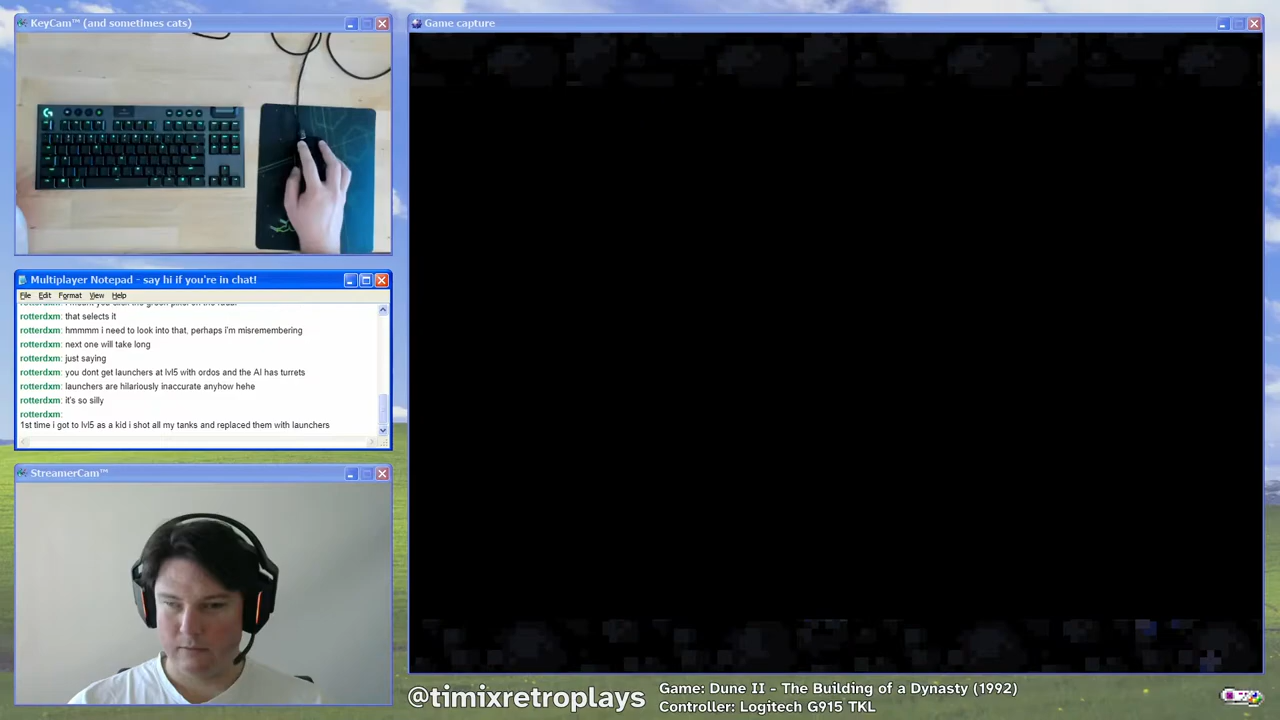 KeyCam™ (and sometimes cats)
Game capture
Multiplayer Notepad - say hi if you're in chat!
File Edit Format View Help
rotterdxm: that selects it
rotterdxm: hmmmm i need to look into that, perhaps i'm misremembering
rotterdxm: next one will take long
rotterdxm: just saying
rotterdxm: you dont get launchers at lvl5 with ordos and the AI has turrets
rotterdxm: launchers are hilariously inaccurate anyhow hehe
rotterdxm: it's so silly
rotterdxm:
1st time i got to lvl5 as a kid i shot all my tanks and replaced them with launchers
StreamerCam™
@timixretroplays
Game: Dune II - The Building of a Dynasty (1992)
Controller: Logitech G915 TKL